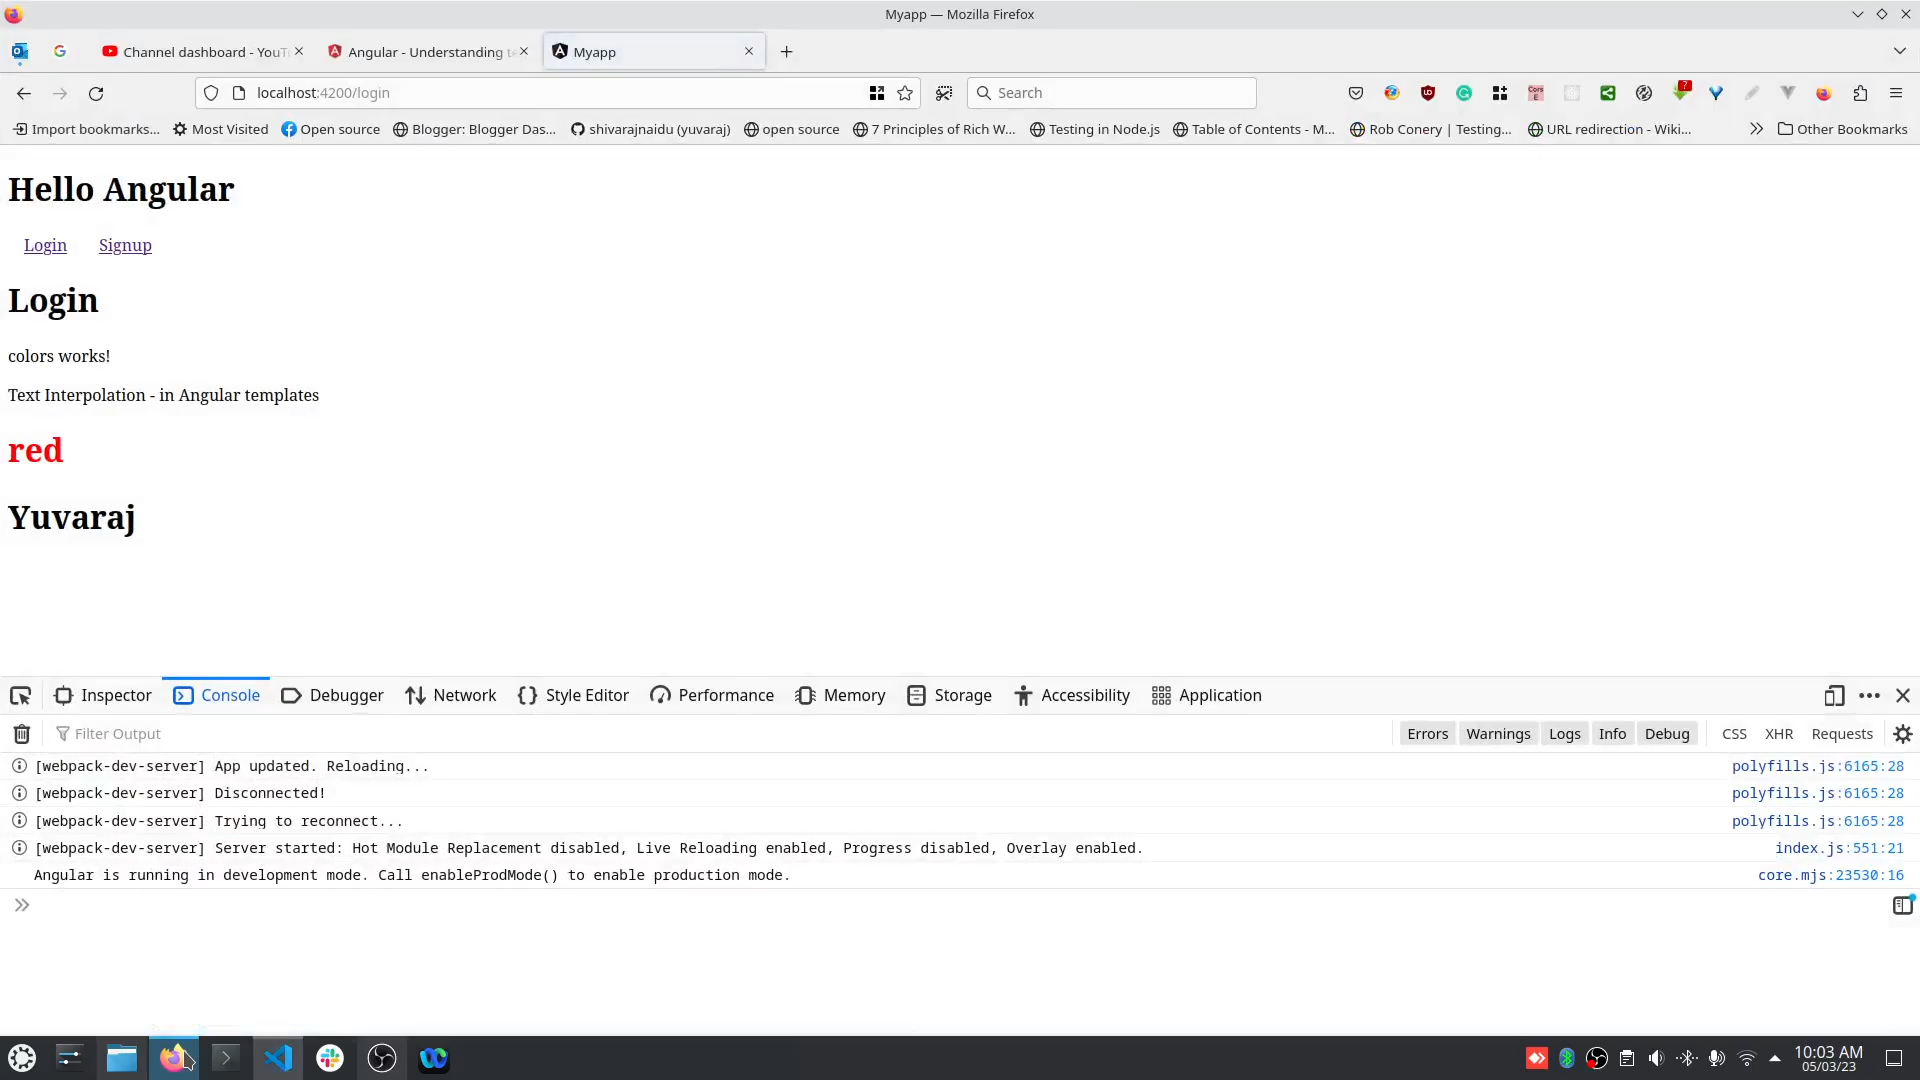 Myapp — Mozilla Firefox
Channel dashboard - YouT
Angular - Understanding t
Myapp
localhost:4200/login
Search
Import bookmarks...
Most Visited
Open source
Blogger: Blogger Das...
shivarajnaidu (yuvaraj)
open source
7 Principles of Rich W...
Testing in Node.js
Table of Contents - M...
Rob Conery | Testing...
URL redirection - Wiki...
Other Bookmarks
Hello Angular
Login Signup
Login
colors works!
Text Interpolation - in Angular templates
red
Yuvaraj
Inspector Console Debugger Network Style Editor Performance Memory Storage Accessibility Application
Filter Output Errors Warnings Logs Info Debug CSS XHR Requests
[webpack-dev-server] App updated. Reloading... polyfills.js:6165:28
[webpack-dev-server] Disconnected! polyfills.js:6165:28
[webpack-dev-server] Trying to reconnect... polyfills.js:6165:28
[webpack-dev-server] Server started: Hot Module Replacement disabled, Live Reloading enabled, Progress disabled, Overlay enabled. index.js:551:21
Angular is running in development mode. Call enableProdMode() to enable production mode. core.mjs:23530:16
10:03 AM
05/03/23